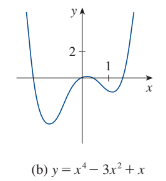 y
2
1
x
(b) y = x⁴ − 3x² + x